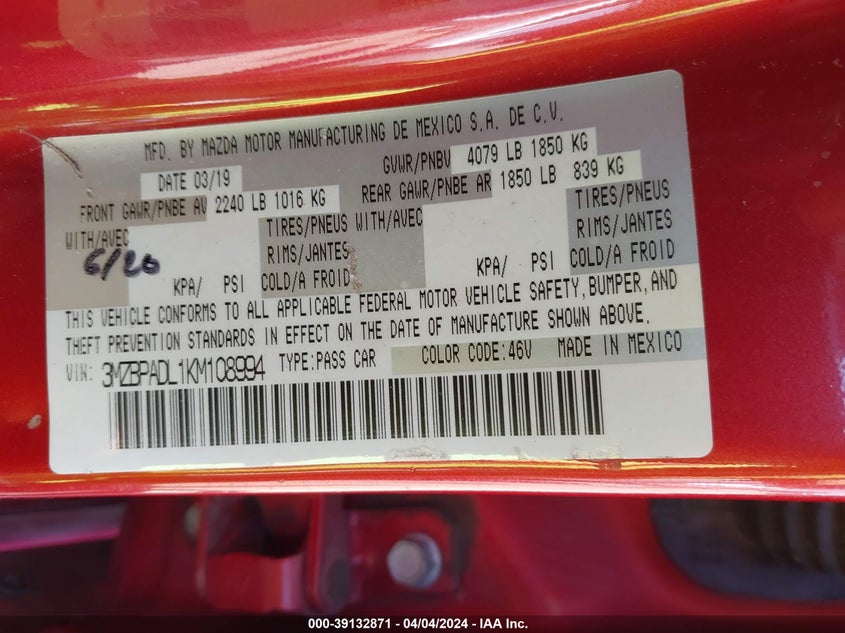 MFD. BY MAZDA MOTOR MANUFACTURING DE MEXICO S.A. DE C.V.
DATE 03/19 GVWR/PNBV 4079 LB 1850 KG
FRONT GAWR/PNBE AV 2240 LB 1016 KG REAR GAWR/PNBE AR 1850 LB 839 KG
WITH/AVEC TIRES/PNEUS WITH/AVEC TIRES/PNEUS
6/20 RIMS/JANTES RIMS/JANTES
KPA/ PSI COLD/A FROID KPA/ PSI COLD/A FROID
THIS VEHICLE CONFORMS TO ALL APPLICABLE FEDERAL MOTOR VEHICLE SAFETY, BUMPER, AND
THEFT PREVENTION STANDARDS IN EFFECT ON THE DATE OF MANUFACTURE SHOWN ABOVE.
VIN: 3MZBPADL1KM108994 TYPE:PASS CAR COLOR CODE:46V MADE IN MEXICO
000-39132871 - 04/04/2024 - IAA Inc.